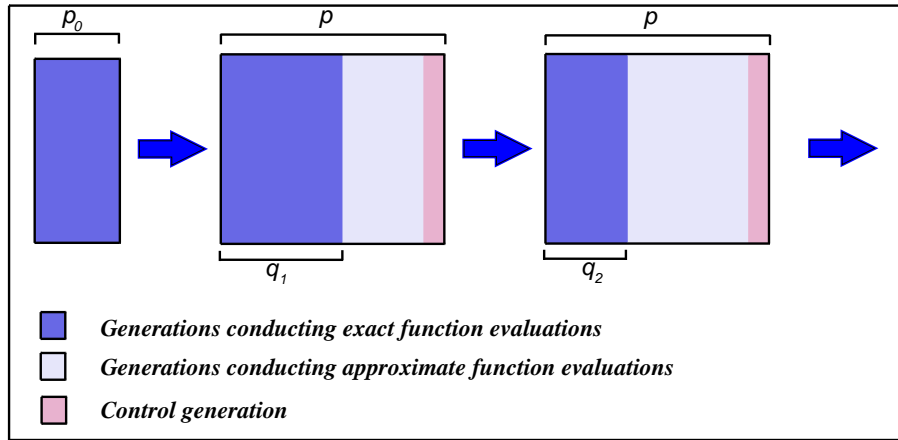 p₀ p p
q₁ q₂
Generations conducting exact function evaluations
Generations conducting approximate function evaluations
Control generation